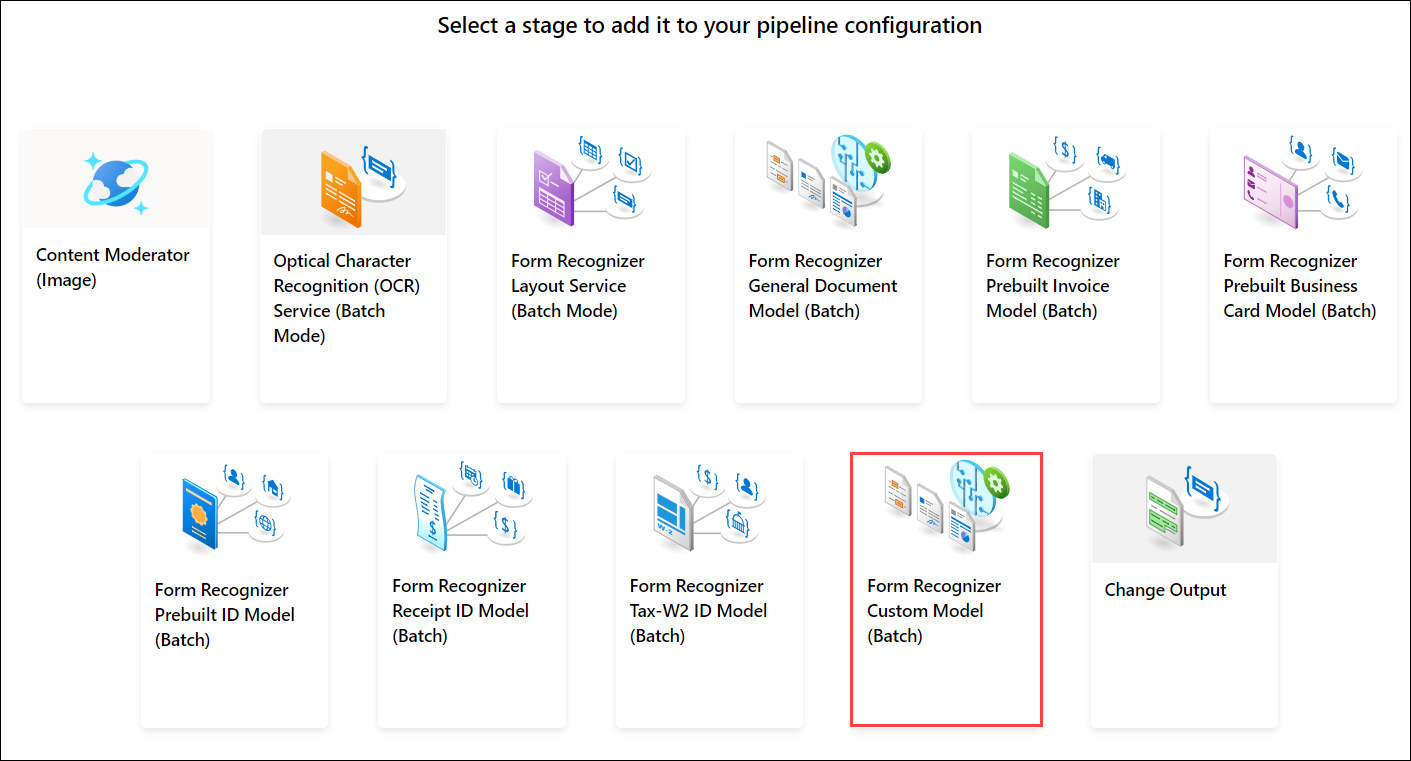 Select a stage to add it to your pipeline configuration
Content Moderator
(Image)
Optical Character
Recognition (OCR)
Service (Batch
Mode)
Form Recognizer
Layout Service
(Batch Mode)
Form Recognizer
General Document
Model (Batch)
Form Recognizer
Prebuilt Invoice
Model (Batch)
Form Recognizer
Prebuilt Business
Card Model (Batch)
Form Recognizer
Prebuilt ID Model
(Batch)
Form Recognizer
Receipt ID Model
(Batch)
W-2
Form Recognizer
Tax-W2 ID Model
(Batch)
Form Recognizer
Custom Model
(Batch)
Change Output